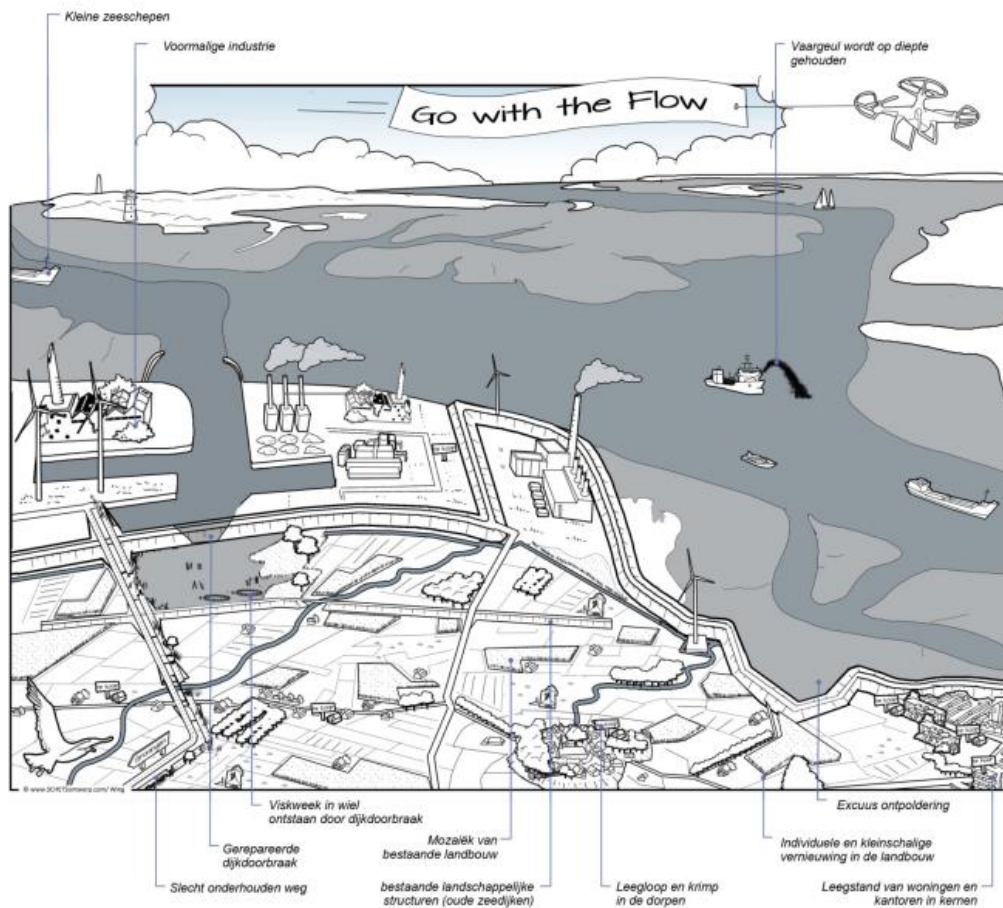 Kleine zeeschepen
Voormalige industrie
Vaargeul wordt op diepte
gehouden
Go with the Flow
Viskweek in wiel
ontstaan door dijkdoorbraak
Excuus ontpoldering
Gerepareerde
dijkdoorbraak
Mozaïek van
bestaande landbouw
Individuele en kleinschalige
vernieuwing in de landbouw
Slecht onderhouden weg
bestaande landschappelijke
structuren (oude zeedijken)
Leegloop en krimp
in de dorpen
Leegstand van woningen en
kantoren in kernen